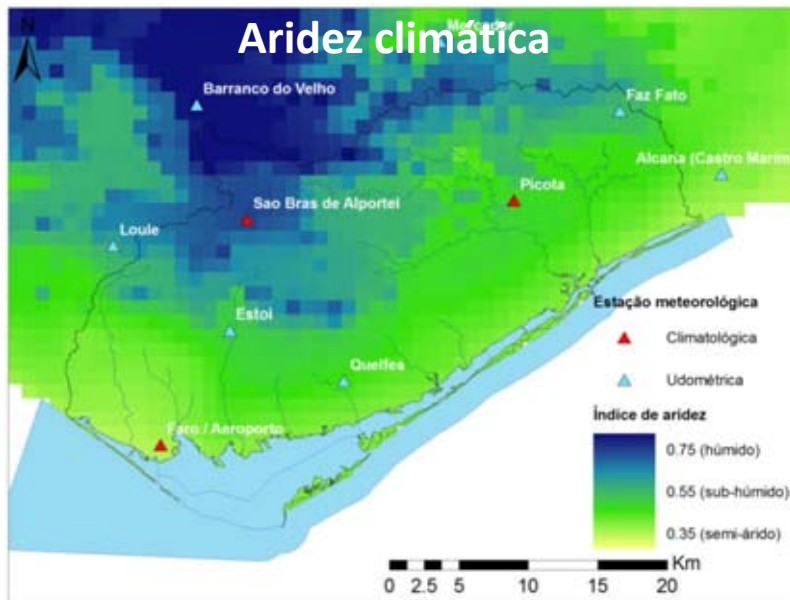 Aridez climática
N
Mercador
Barranco do Velho
Faz Fato
Alcaria (Castro Marim
Picota
Sao Bras de Alportel
Loule
Estoi
Estação meteorológica
Climatológica
Quelfes
Udométrica
Índice de aridez
Faro / Aeroporto
0.75 (húmido)
0.55 (sub-húmido)
0.35 (semi-árido)
Km
0 2.5 5 10 15 20